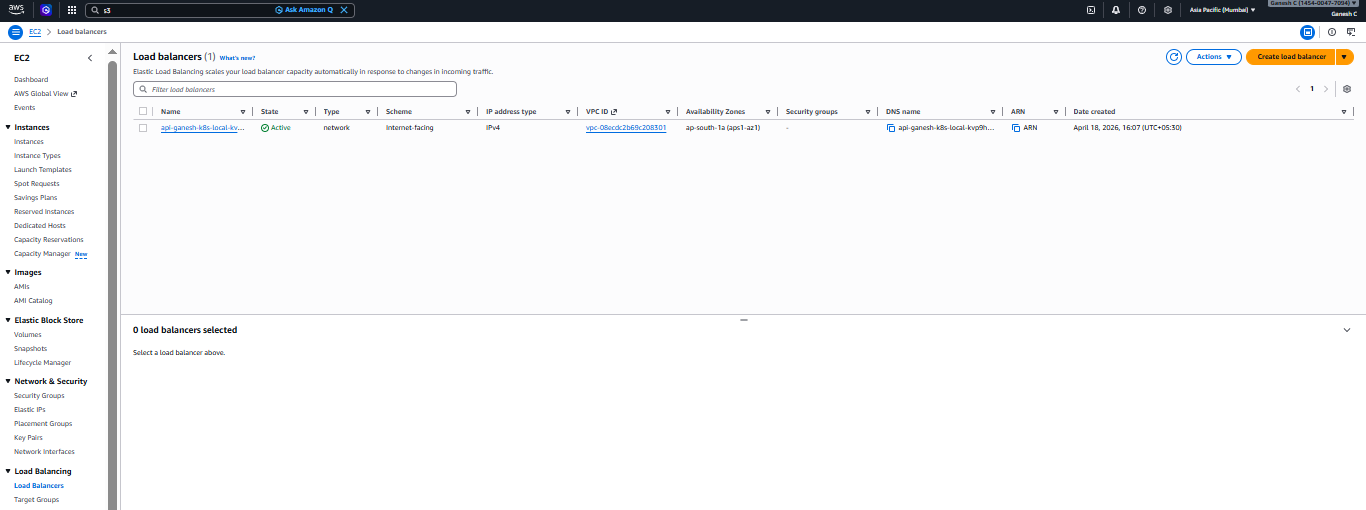 aws
s3
Ask Amazon Q
Asia Pacific (Mumbai)
Ganesh C (1454-0047-7094)
Ganesh C
EC2
Load balancers
EC2
Dashboard
AWS Global View
Events
Instances
Instances
Instance Types
Launch Templates
Spot Requests
Savings Plans
Reserved Instances
Dedicated Hosts
Capacity Reservations
Capacity Manager New
Images
AMIs
AMI Catalog
Elastic Block Store
Volumes
Snapshots
Lifecycle Manager
Network & Security
Security Groups
Elastic IPs
Placement Groups
Key Pairs
Network Interfaces
Load Balancing
Load Balancers
Target Groups
Load balancers (1) What's new?
Actions
Create load balancer
Elastic Load Balancing scales your load balancer capacity automatically in response to changes in incoming traffic.
Filter load balancers
1
Name State Type Scheme IP address type VPC ID Availability Zones Security groups DNS name ARN Date created
api-ganesh-k8s-local-kv... Active network Internet-facing IPv4 vpc-08ecdc2b69c208301 ap-south-1a (aps1-az1) - api-ganesh-k8s-local-kvp9h... ARN April 18, 2026, 16:07 (UTC+05:30)
0 load balancers selected
Select a load balancer above.